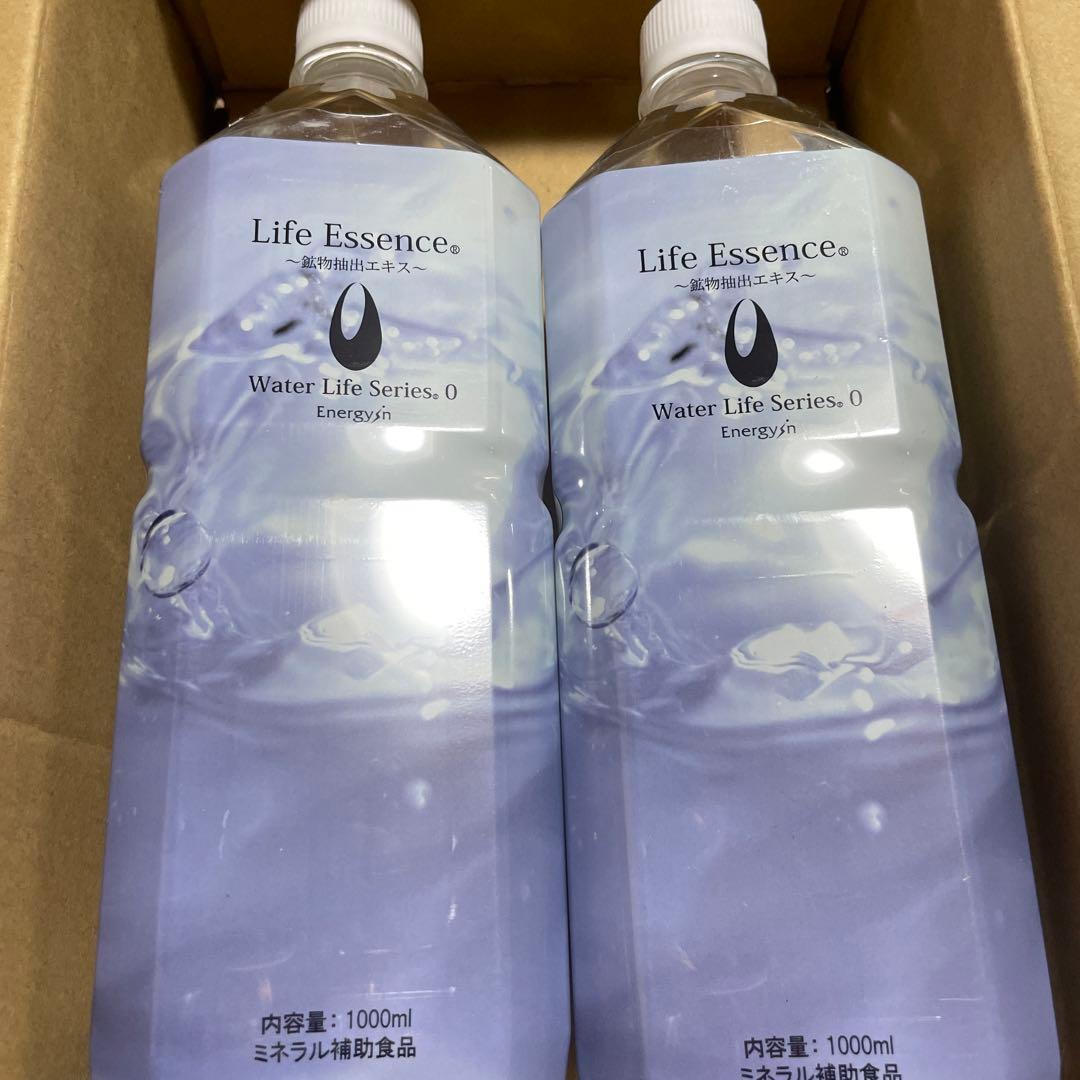 Life Essence®
～鉱物抽出エキス～
Water Life Series® 0
Energysin
内容量：1000ml
ミネラル補助食品
Life Essence®
～鉱物抽出エキス～
Water Life Series® 0
Energysin
内容量：1000ml
ミネラル補助食品